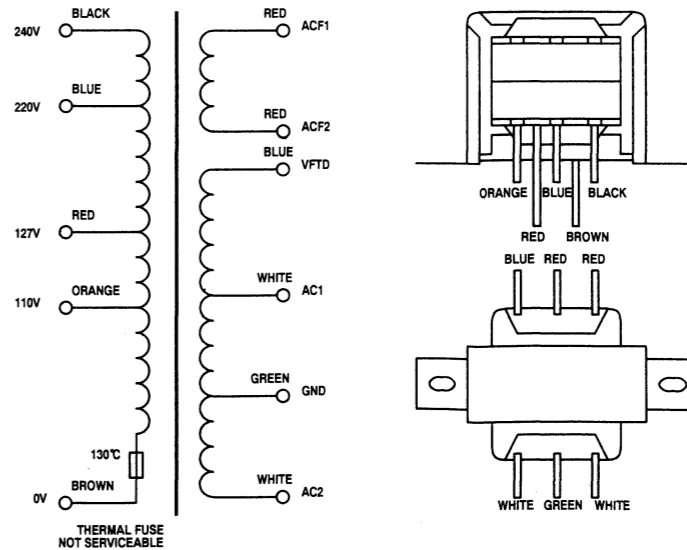 BLACK
240V
BLUE
220V
RED
127V
ORANGE
110V
130°C
BROWN
0V
THERMAL FUSE
NOT SERVICEABLE
RED
ACF1
RED
ACF2
BLUE
VFTD
WHITE
AC1
GREEN
GND
WHITE
AC2
ORANGE BLUE BLACK
RED BROWN
BLUE RED RED
WHITE GREEN WHITE